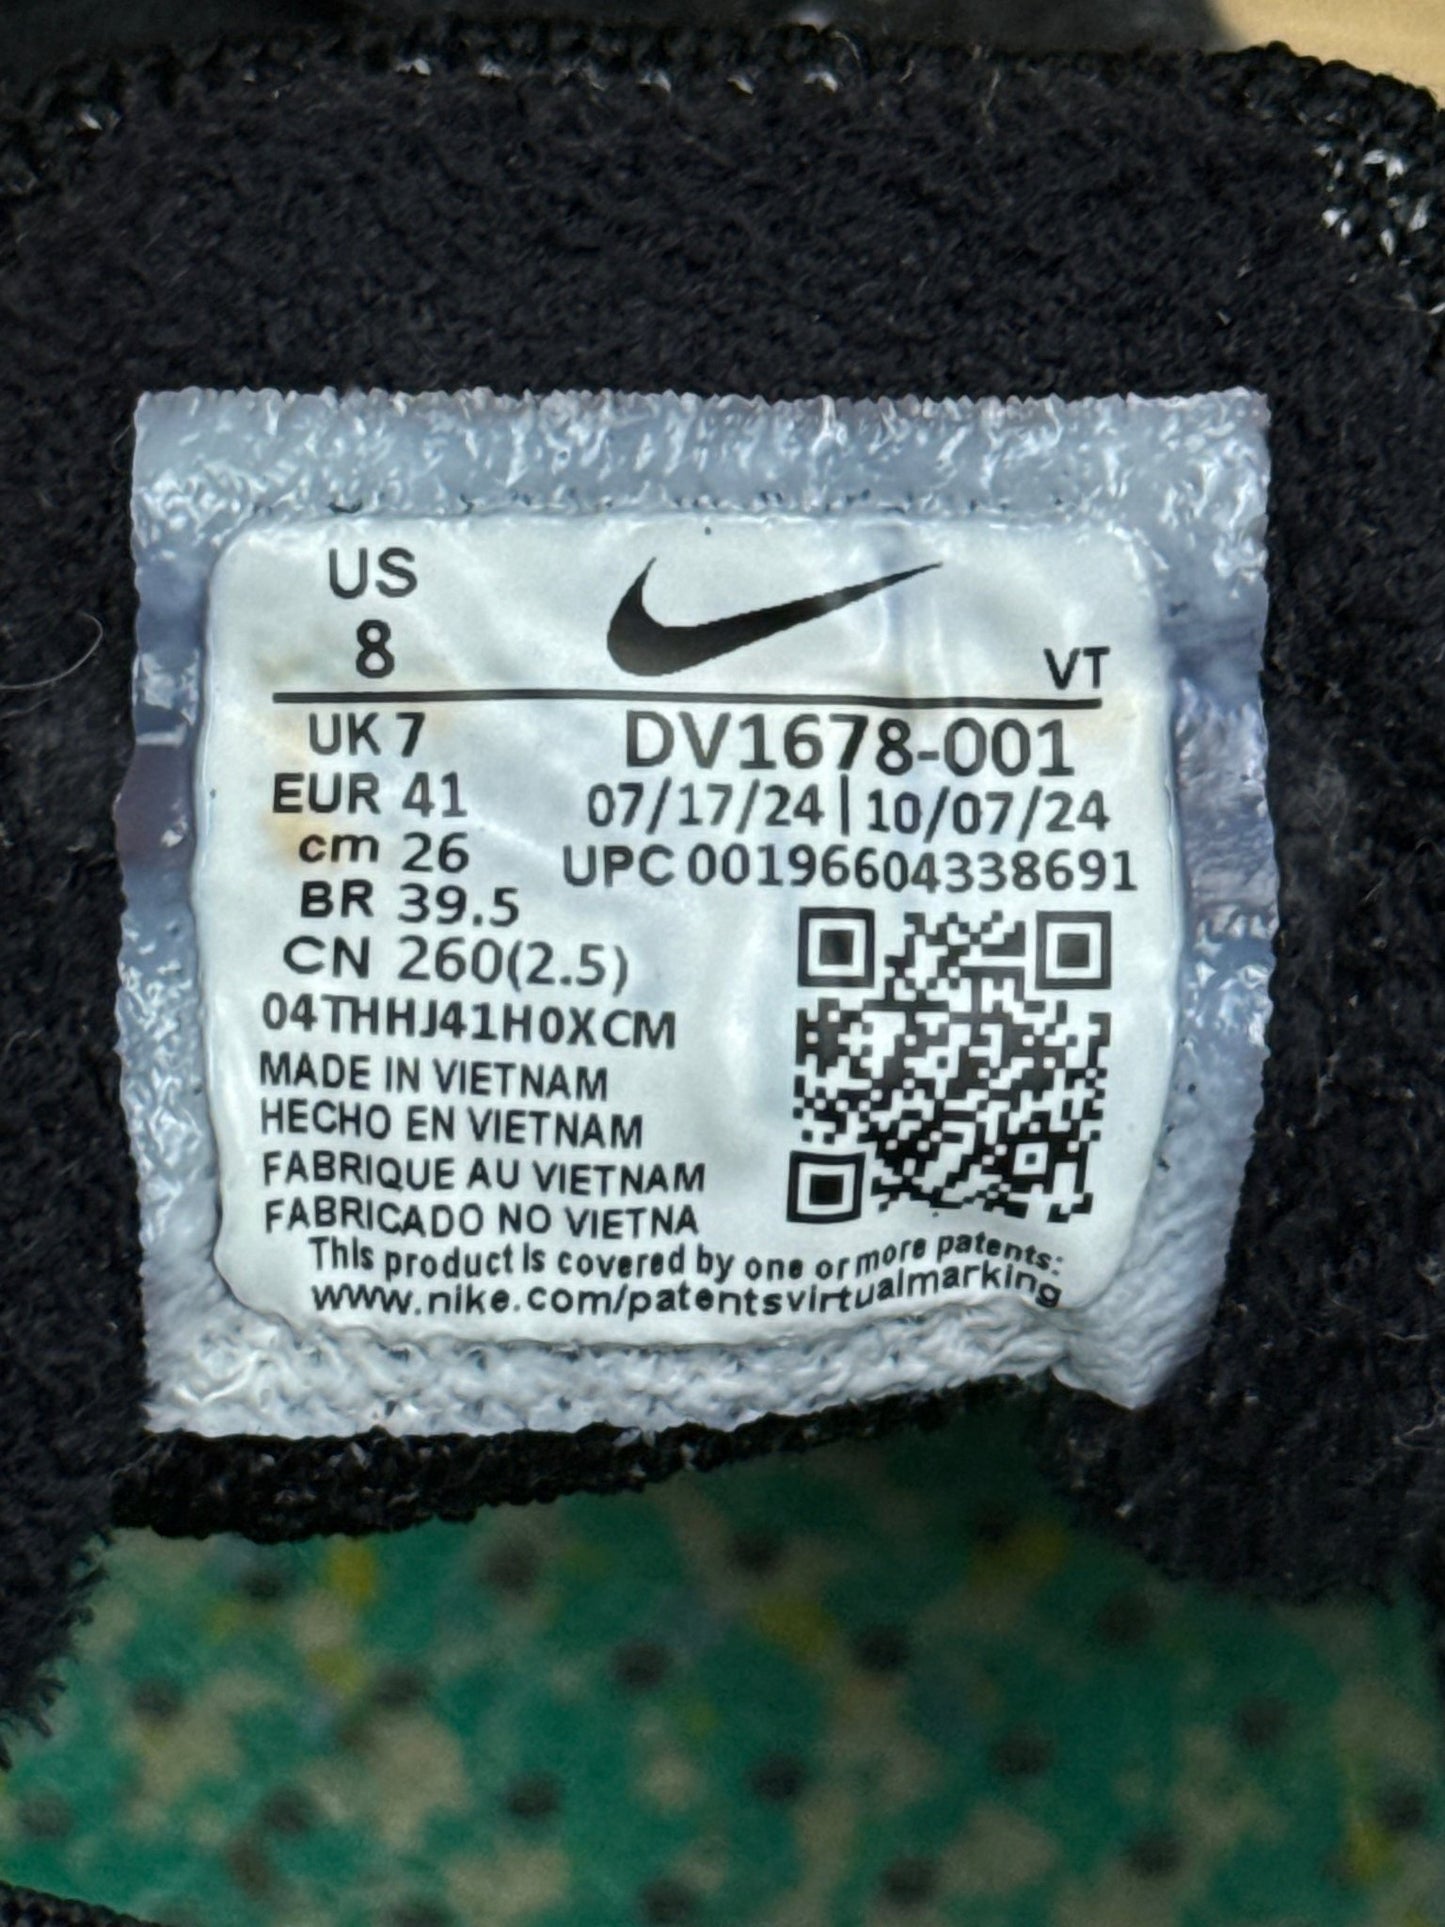 US
8
VT
UK 7
DV1678-001
EUR 41
07/17/24 | 10/07/24
cm 26
UPC 00196604338691
BR 39.5
CN 260(2.5)
04THHJ41H0XCM
MADE IN VIETNAM
HECHO EN VIETNAM
FABRIQUE AU VIETNAM
FABRICADO NO VIETNA
This product is covered by one or more patents:
www.nike.com/patentsvirtualmarking